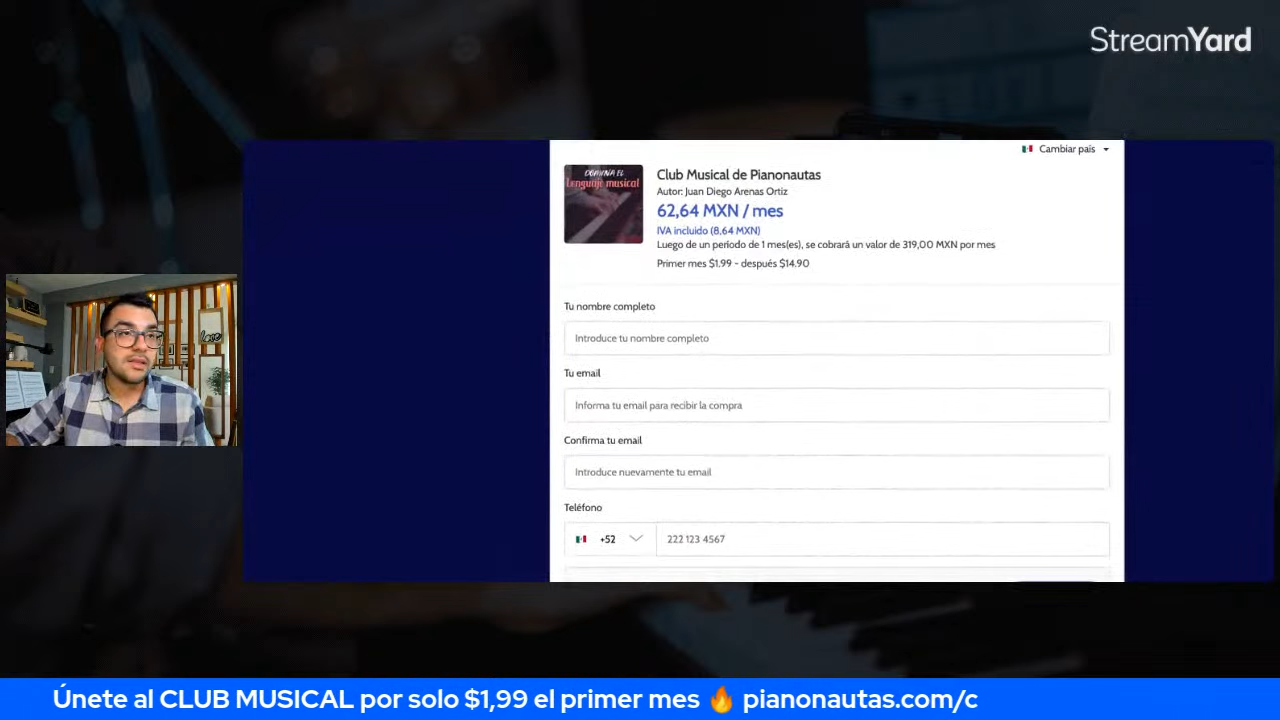 StreamYard
Cambiar país
DOMINA EL
Lenguaje musical
Club Musical de Pianonautas
Autor: Juan Diego Arenas Ortiz
62,64 MXN / mes
IVA incluido (8,64 MXN)
Luego de un período de 1 mes(es), se cobrará un valor de 319,00 MXN por mes
Primer mes $1.99 - después $14.90
Tu nombre completo
Introduce tu nombre completo
Tu email
Informa tu email para recibir la compra
Confirma tu email
Introduce nuevamente tu email
Teléfono
+52
222 123 4567
love
Únete al CLUB MUSICAL por solo $1,99 el primer mes 🔥 pianonautas.com/c